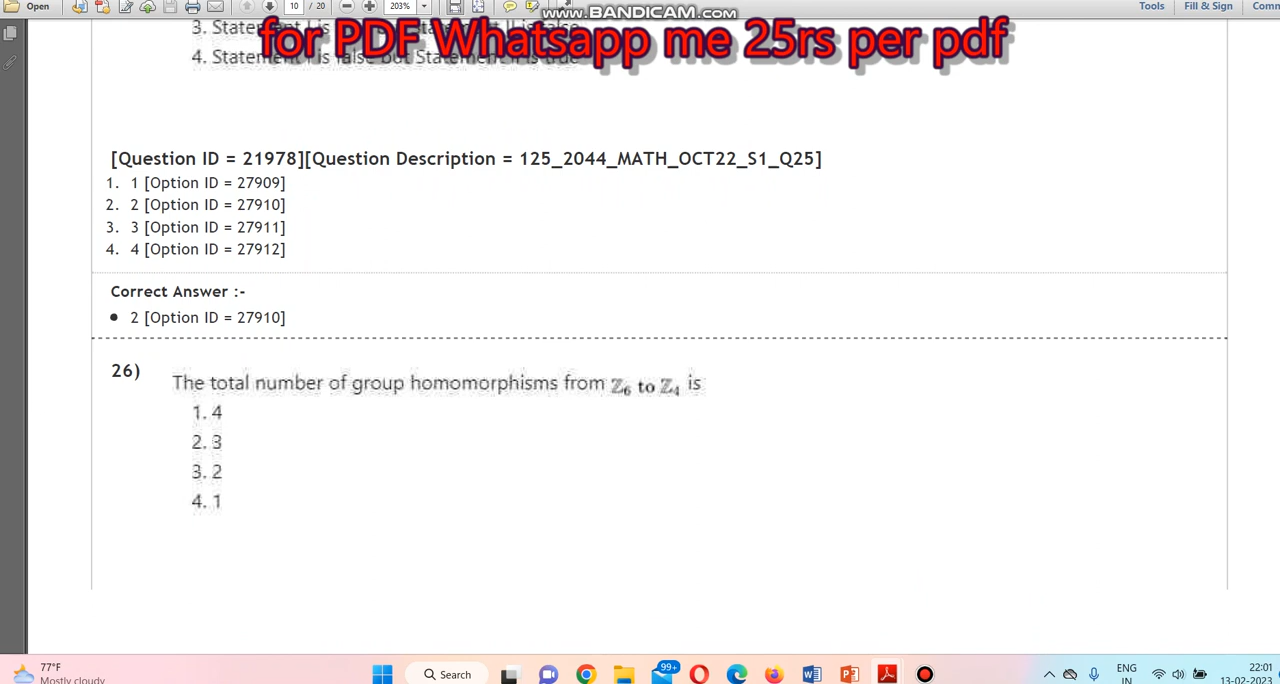 Open
10 / 20
203%
www.BANDICAM.com
Tools
Fill & Sign
Comm
for PDF Whatsapp me 25rs per pdf
4. Statement I is false but Statement II is true
[Question ID = 21978][Question Description = 125_2044_MATH_OCT22_S1_Q25]
1. 1 [Option ID = 27909]
2. 2 [Option ID = 27910]
3. 3 [Option ID = 27911]
4. 4 [Option ID = 27912]
Correct Answer :-
• 2 [Option ID = 27910]
26)
The total number of group homomorphisms from ℤ₆ to ℤ₄ is
1. 4
2. 3
3. 2
4. 1
77°F
Mostly cloudy
Search
99+
ENG
IN
22:01
13-02-2023